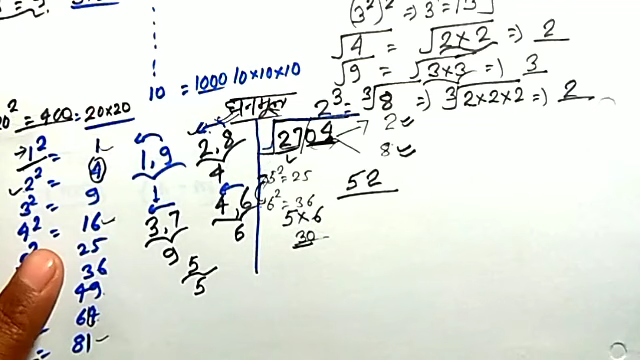 (3²)² => 3
√4 = √2×2 => 2
√9 = √3×3 => 3
10 = 1000 10×10×10
2³ = ∛8 => ∛2×2×2 => 2
20² = 400 = 20×20
घनमूल
1² = 1
1,9
2,8
4
√2704
2
8
2² = 4
3² = 9
5² = 25
6² = 36
52
4² = 16
3,7
9
4,6
6
5×6
30
25
5
5
36
49
64
81